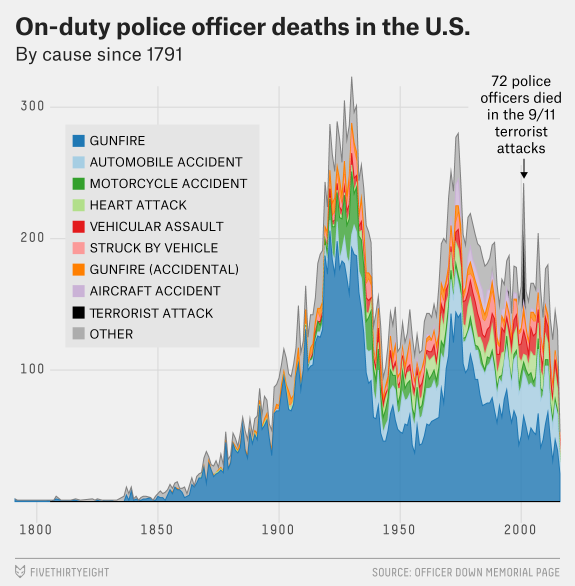 On-duty police officer deaths in the U.S.
By cause since 1791
72 police
officers died
in the 9/11
terrorist
attacks
300
200
100
GUNFIRE
AUTOMOBILE ACCIDENT
MOTORCYCLE ACCIDENT
HEART ATTACK
VEHICULAR ASSAULT
STRUCK BY VEHICLE
GUNFIRE (ACCIDENTAL)
AIRCRAFT ACCIDENT
TERRORIST ATTACK
OTHER
1800 1850 1900 1950 2000
FIVETHIRTYEIGHT SOURCE: OFFICER DOWN MEMORIAL PAGE